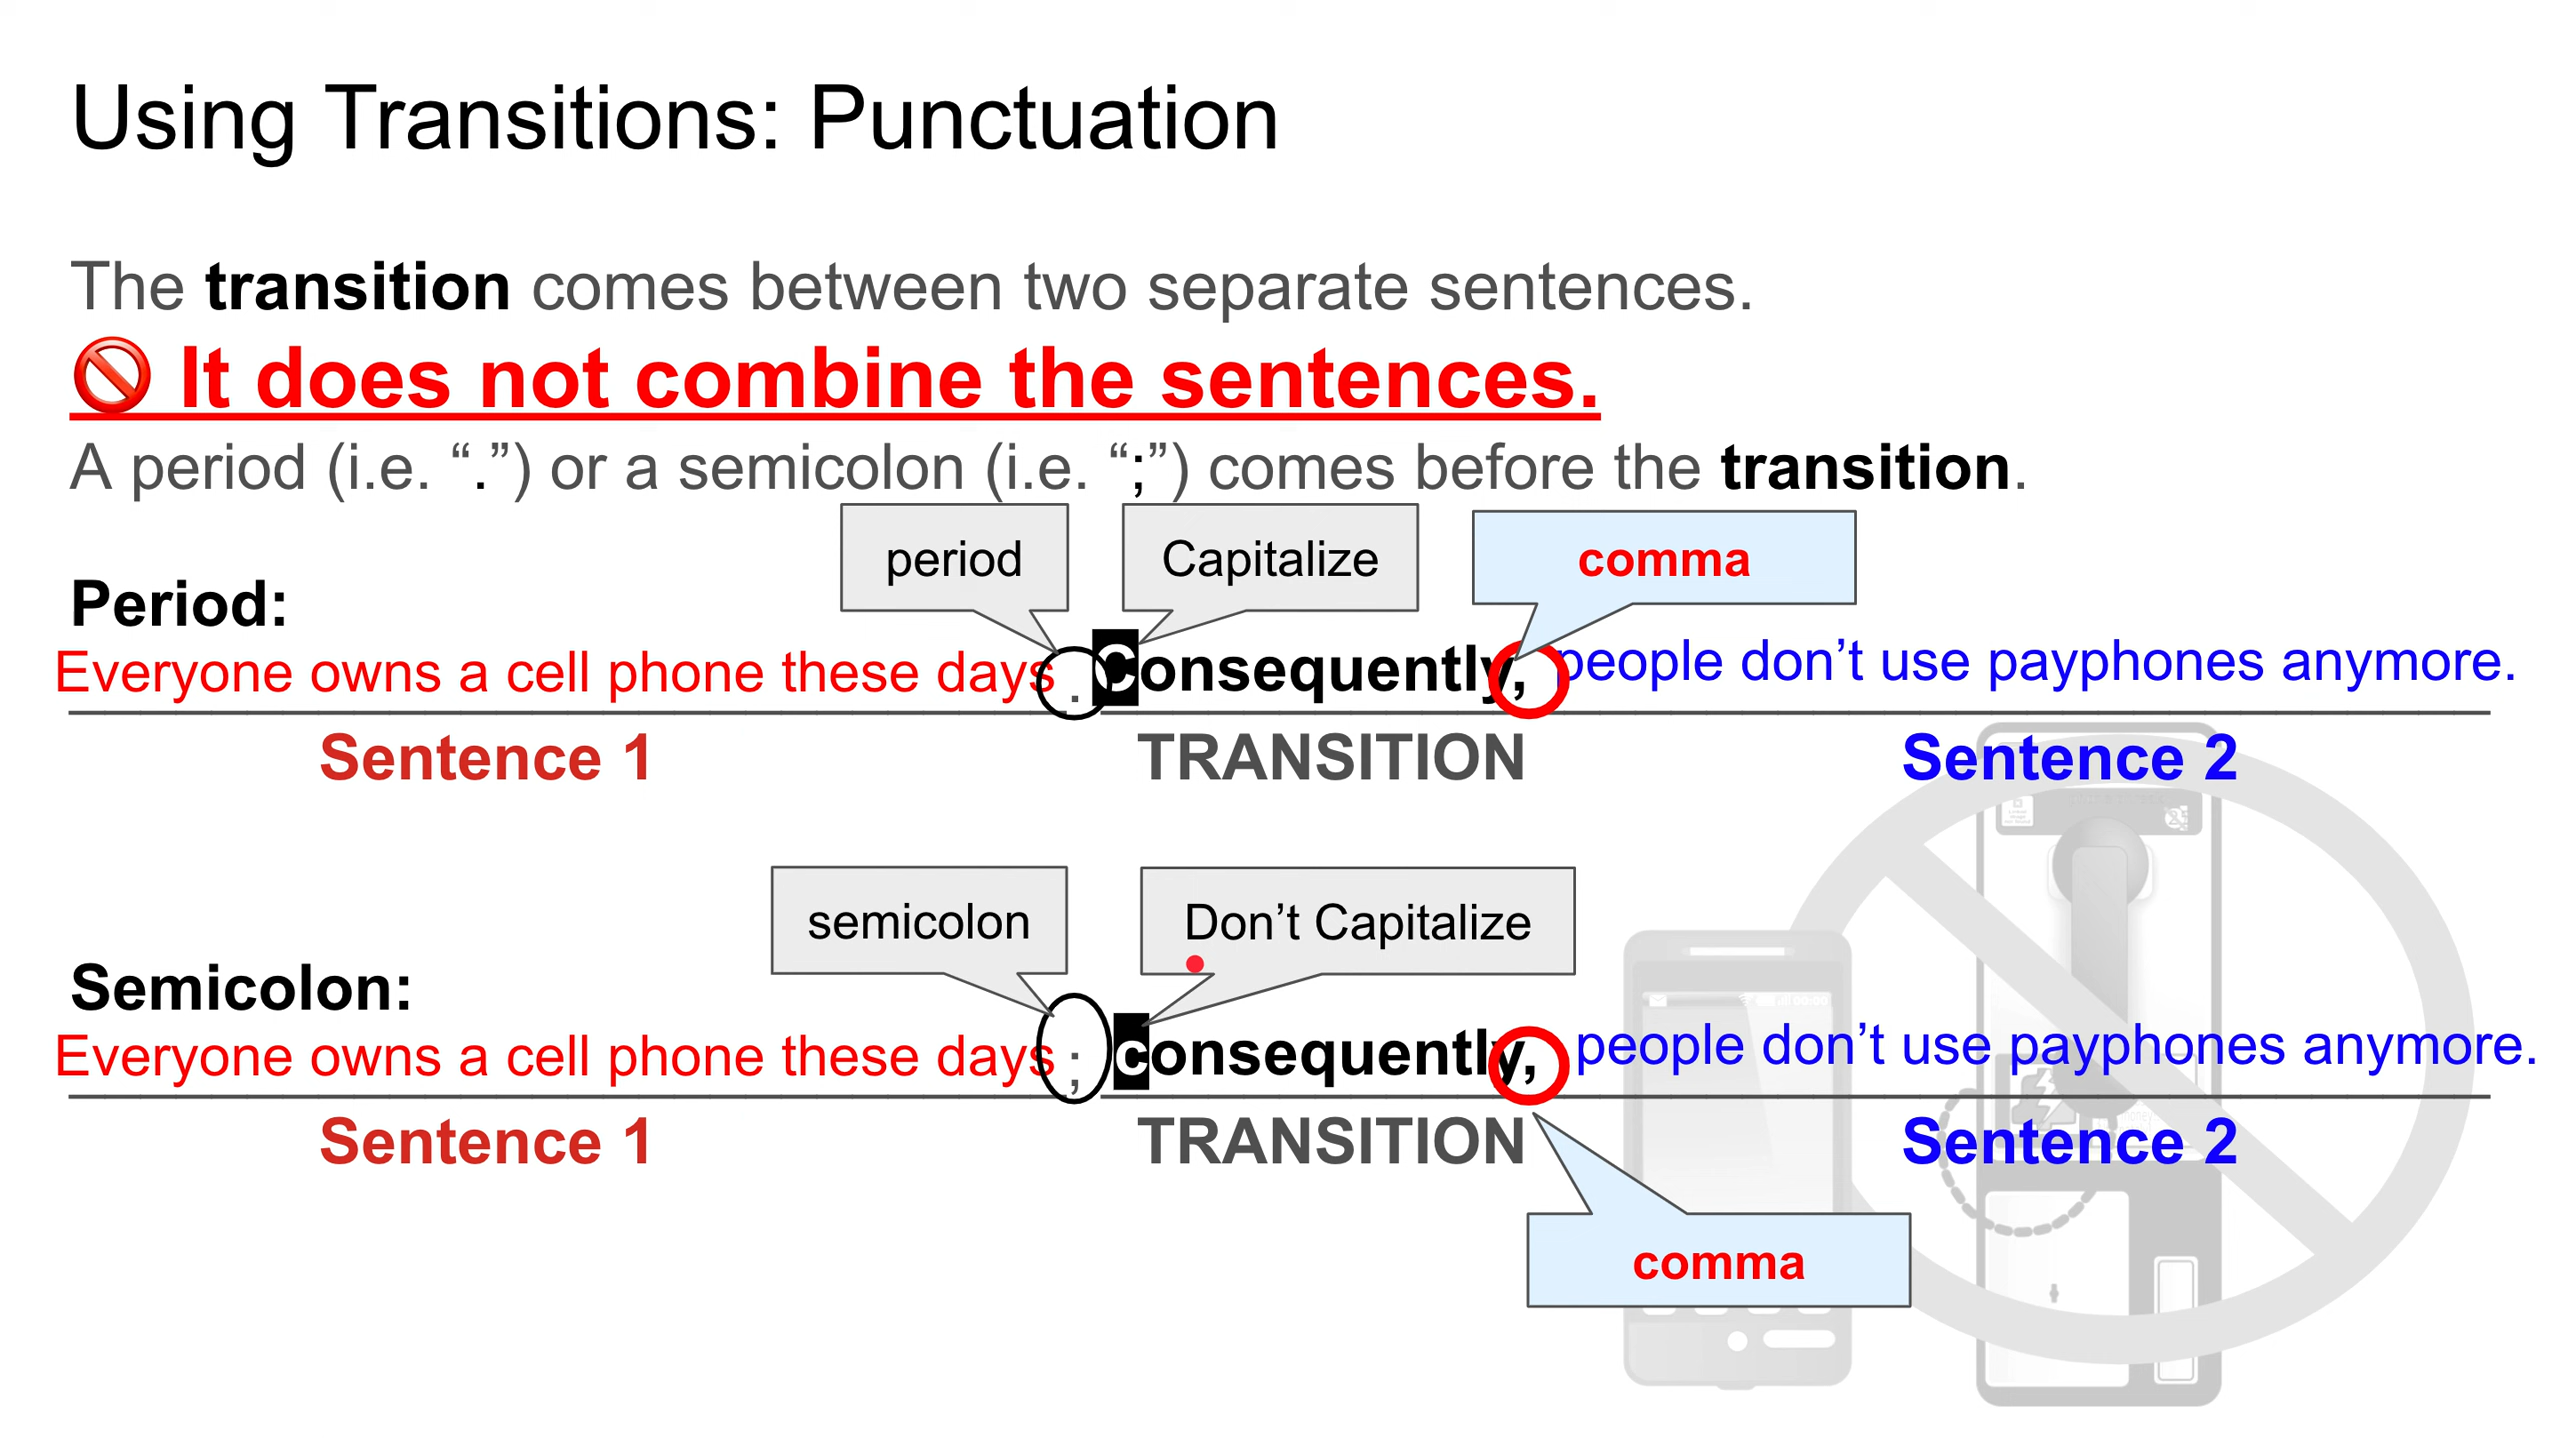 Using Transitions: Punctuation
The transition comes between two separate sentences.
🚫 It does not combine the sentences.
A period (i.e. “.”) or a semicolon (i.e. “;”) comes before the transition.
period
Capitalize
comma
Period:
Everyone owns a cell phone these days . Consequently, people don’t use payphones anymore.
Sentence 1 TRANSITION Sentence 2
semicolon
Don’t Capitalize
Semicolon:
Everyone owns a cell phone these days ; consequently, people don’t use payphones anymore.
Sentence 1 TRANSITION Sentence 2
comma